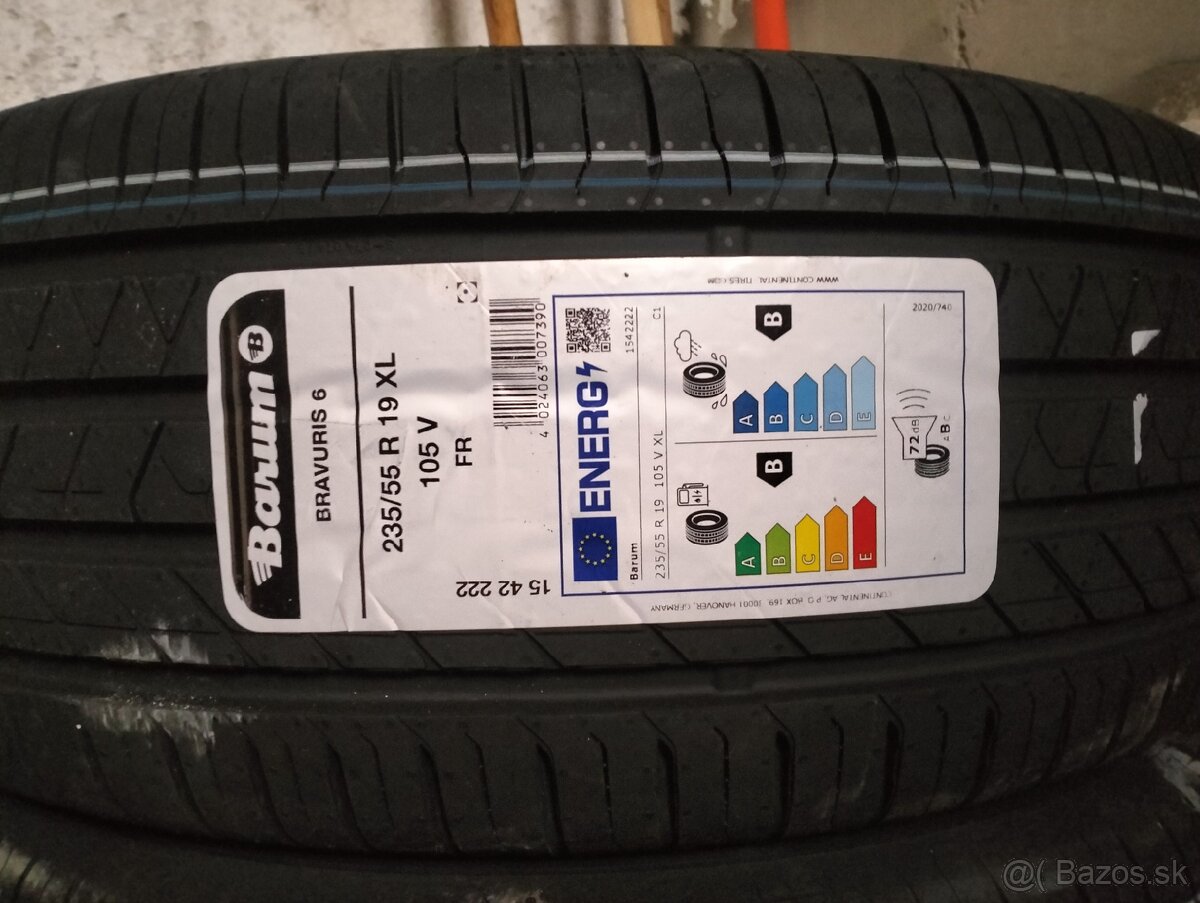 Barum B
BRAVURIS 6
235/55 R 19 XL
105 V
FR
4 024063 007390
15 42 222
ENERG
Barum
1542222
235/55 R 19 105 V XL
C1
B
A
B
C
D
E
B
A
B
C
D
E
72 dB
A B C
2020/740
WWW.CONTINENTAL TIRES.COM
CONTINENTAL AG, P O BOX 169, 30001 HANOVER, GERMANY
@( Bazos.sk